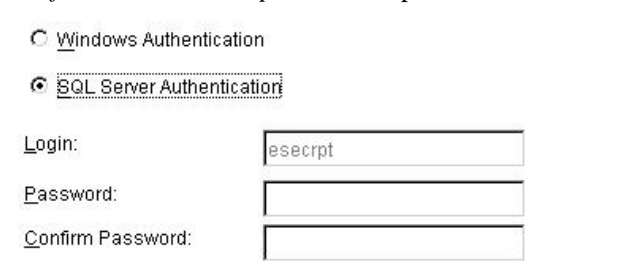 Windows Authentication
SQL Server Authentication
Login: esecrpt
Password:
Confirm Password: